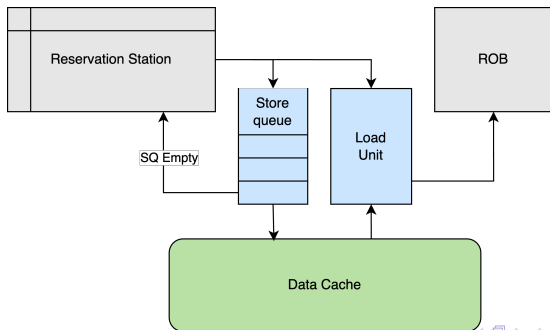 Reservation Station
ROB
Store
queue
Load
Unit
SQ Empty
Data Cache